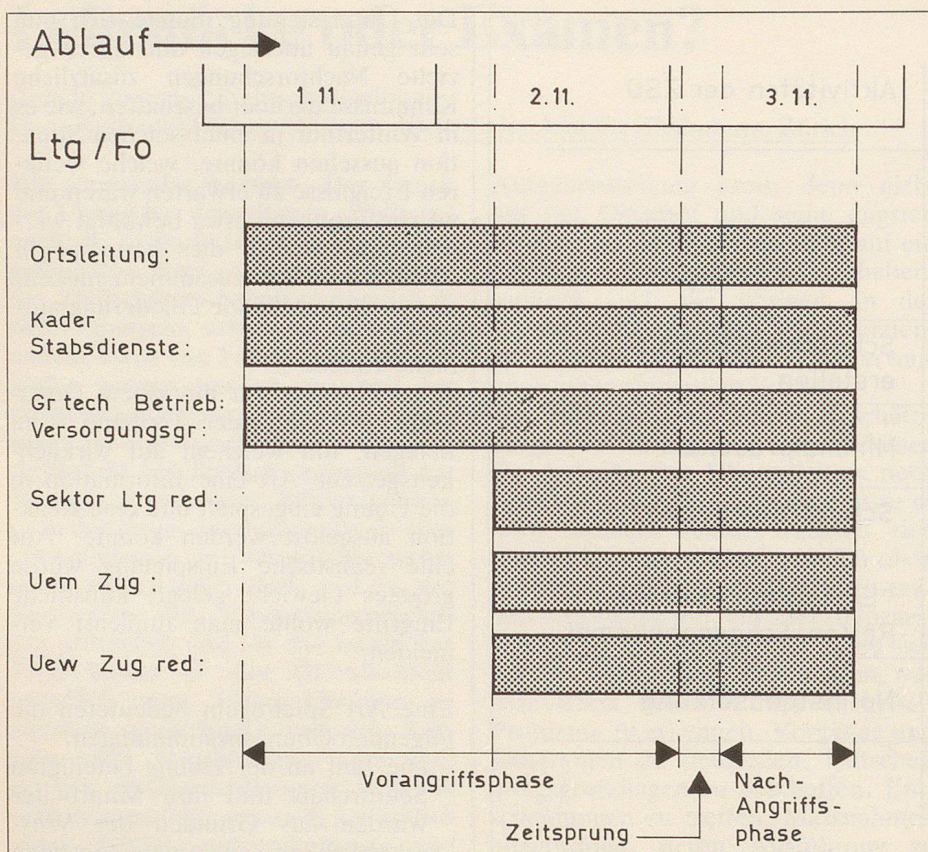 Ablauf
1.11.
2.11.
3.11.
Ltg / Fo
Ortsleitung:
Kader
Stabsdienste:
Gr tech Betrieb:
Versorgungsgr:
Sektor Ltg red:
Uem Zug :
Uew Zug red:
Vorangriffsphase
Nach-
Angriffs-
phase
Zeitsprung